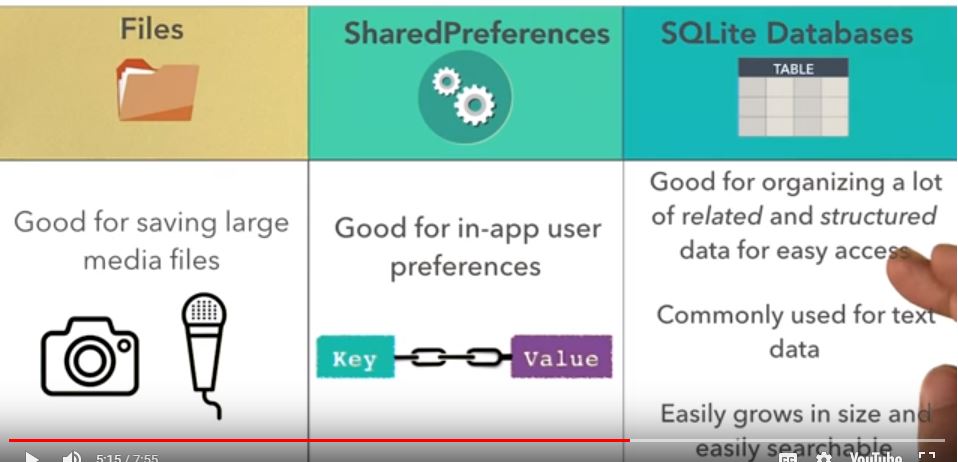 Files
Good for saving large
media files
SharedPreferences
Good for in-app user
preferences
Key
Value
SQLite Databases
TABLE
Good for organizing a lot
of related and structured
data for easy access
Commonly used for text
data
Easily grows in size and
easily searchable
5:15 / 7:55
CC
YouTube